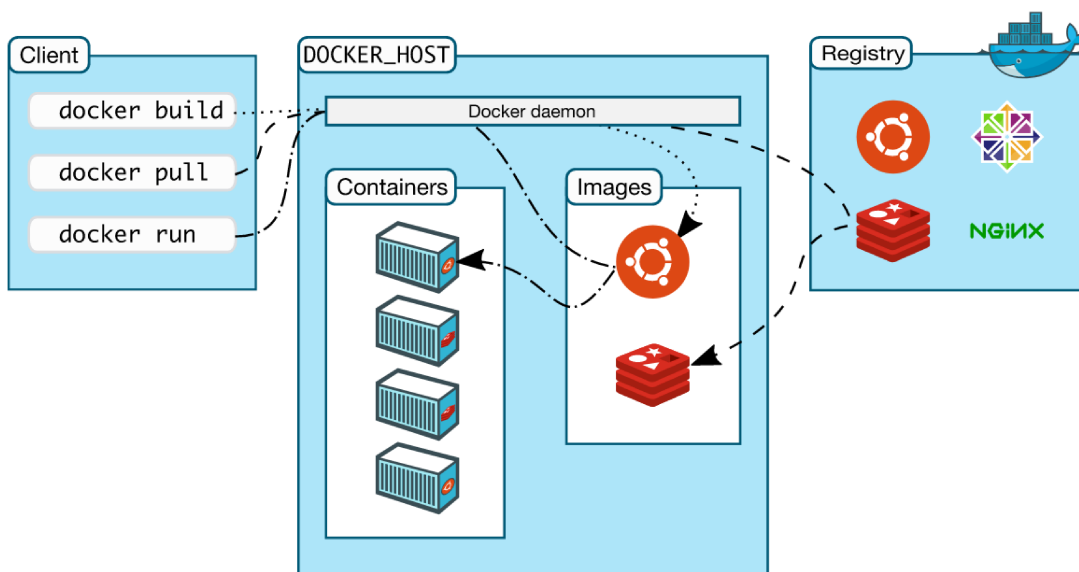 Client
docker build
docker pull
docker run
DOCKER_HOST
Docker daemon
Containers
Images
Registry
NGiNX